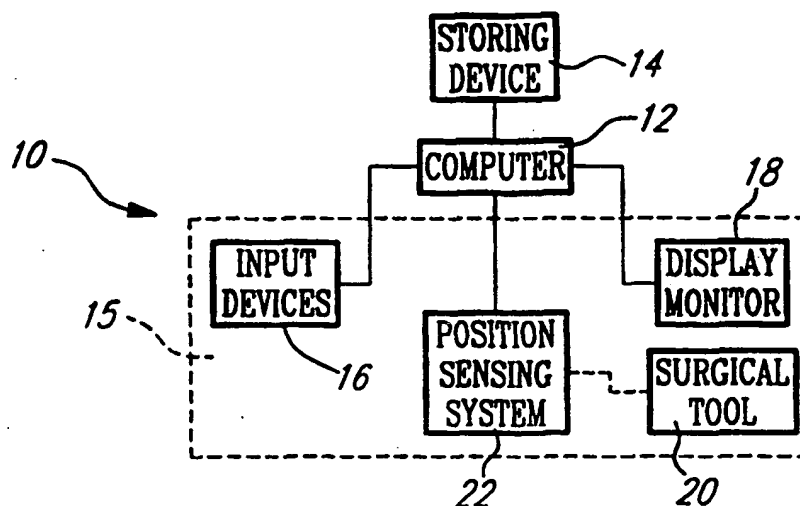 STORING
DEVICE
14
12
COMPUTER
10
18
INPUT
DEVICES
DISPLAY
MONITOR
15
16
POSITION
SENSING
SYSTEM
SURGICAL
TOOL
22
20